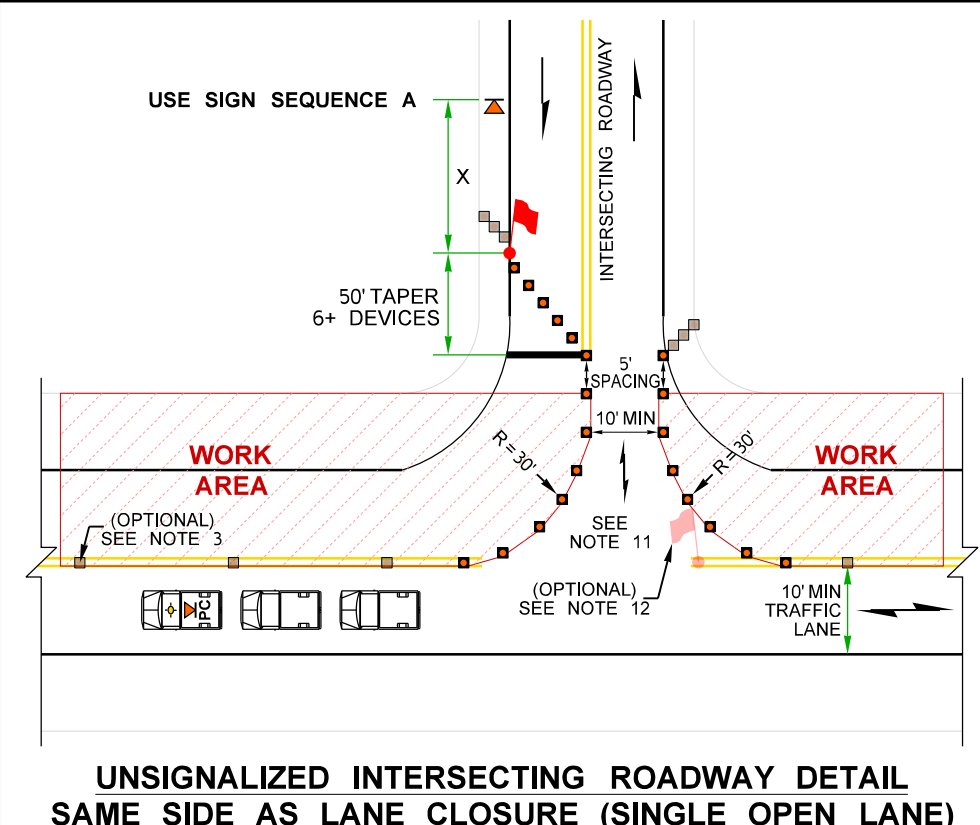 USE SIGN SEQUENCE A
X
INTERSECTING ROADWAY
50' TAPER
6+ DEVICES
5'
SPACING
10' MIN
WORK
AREA
R=30'
R=30'
WORK
AREA
(OPTIONAL)
SEE NOTE 3
SEE
NOTE 11
(OPTIONAL)
SEE NOTE 12
10' MIN
TRAFFIC
LANE
PC
UNSIGNALIZED INTERSECTING ROADWAY DETAIL
SAME SIDE AS LANE CLOSURE (SINGLE OPEN LANE)